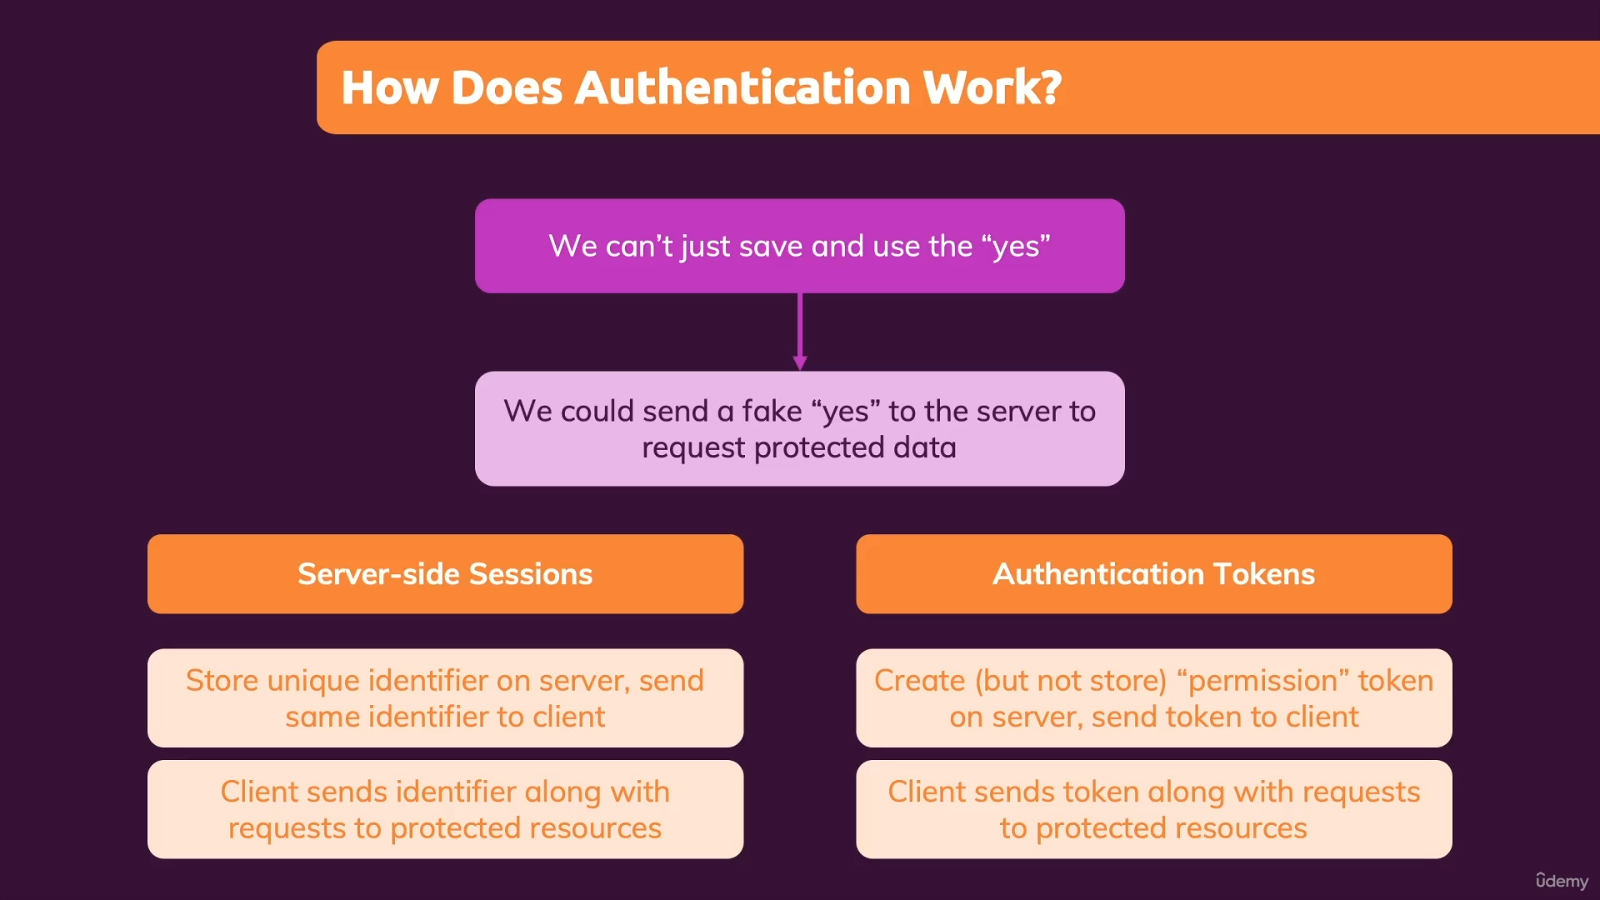 How Does Authentication Work?
We can’t just save and use the “yes”
We could send a fake “yes” to the server to
request protected data
Server-side Sessions
Store unique identifier on server, send
same identifier to client
Client sends identifier along with
requests to protected resources
Authentication Tokens
Create (but not store) “permission” token
on server, send token to client
Client sends token along with requests
to protected resources
ûdemy